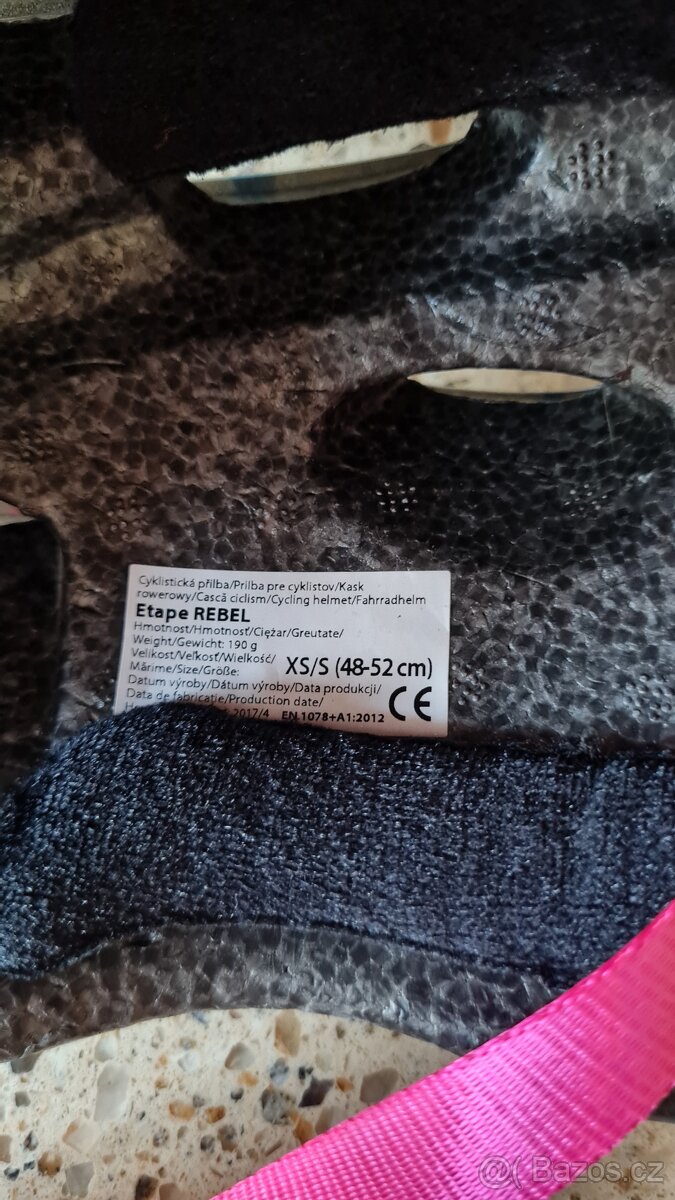 Cyklistická přilba/Prilba pre cyklistov/Kask
rowerowy/Cască ciclism/Cycling helmet/Fahrradhelm
Etape REBEL
Hmotnost/Hmotnosť/Ciężar/Greutate/
Weight/Gewicht: 190 g
Velikost/Veľkosť/Wielkość/
Mărime/Size/Größe: XS/S (48-52 cm)
Datum výroby/Dátum výroby/Data produkcji/
Data de fabricatie/Production date/
2017/4 EN 1078+A1:2012 CE
@( Bazos.cz